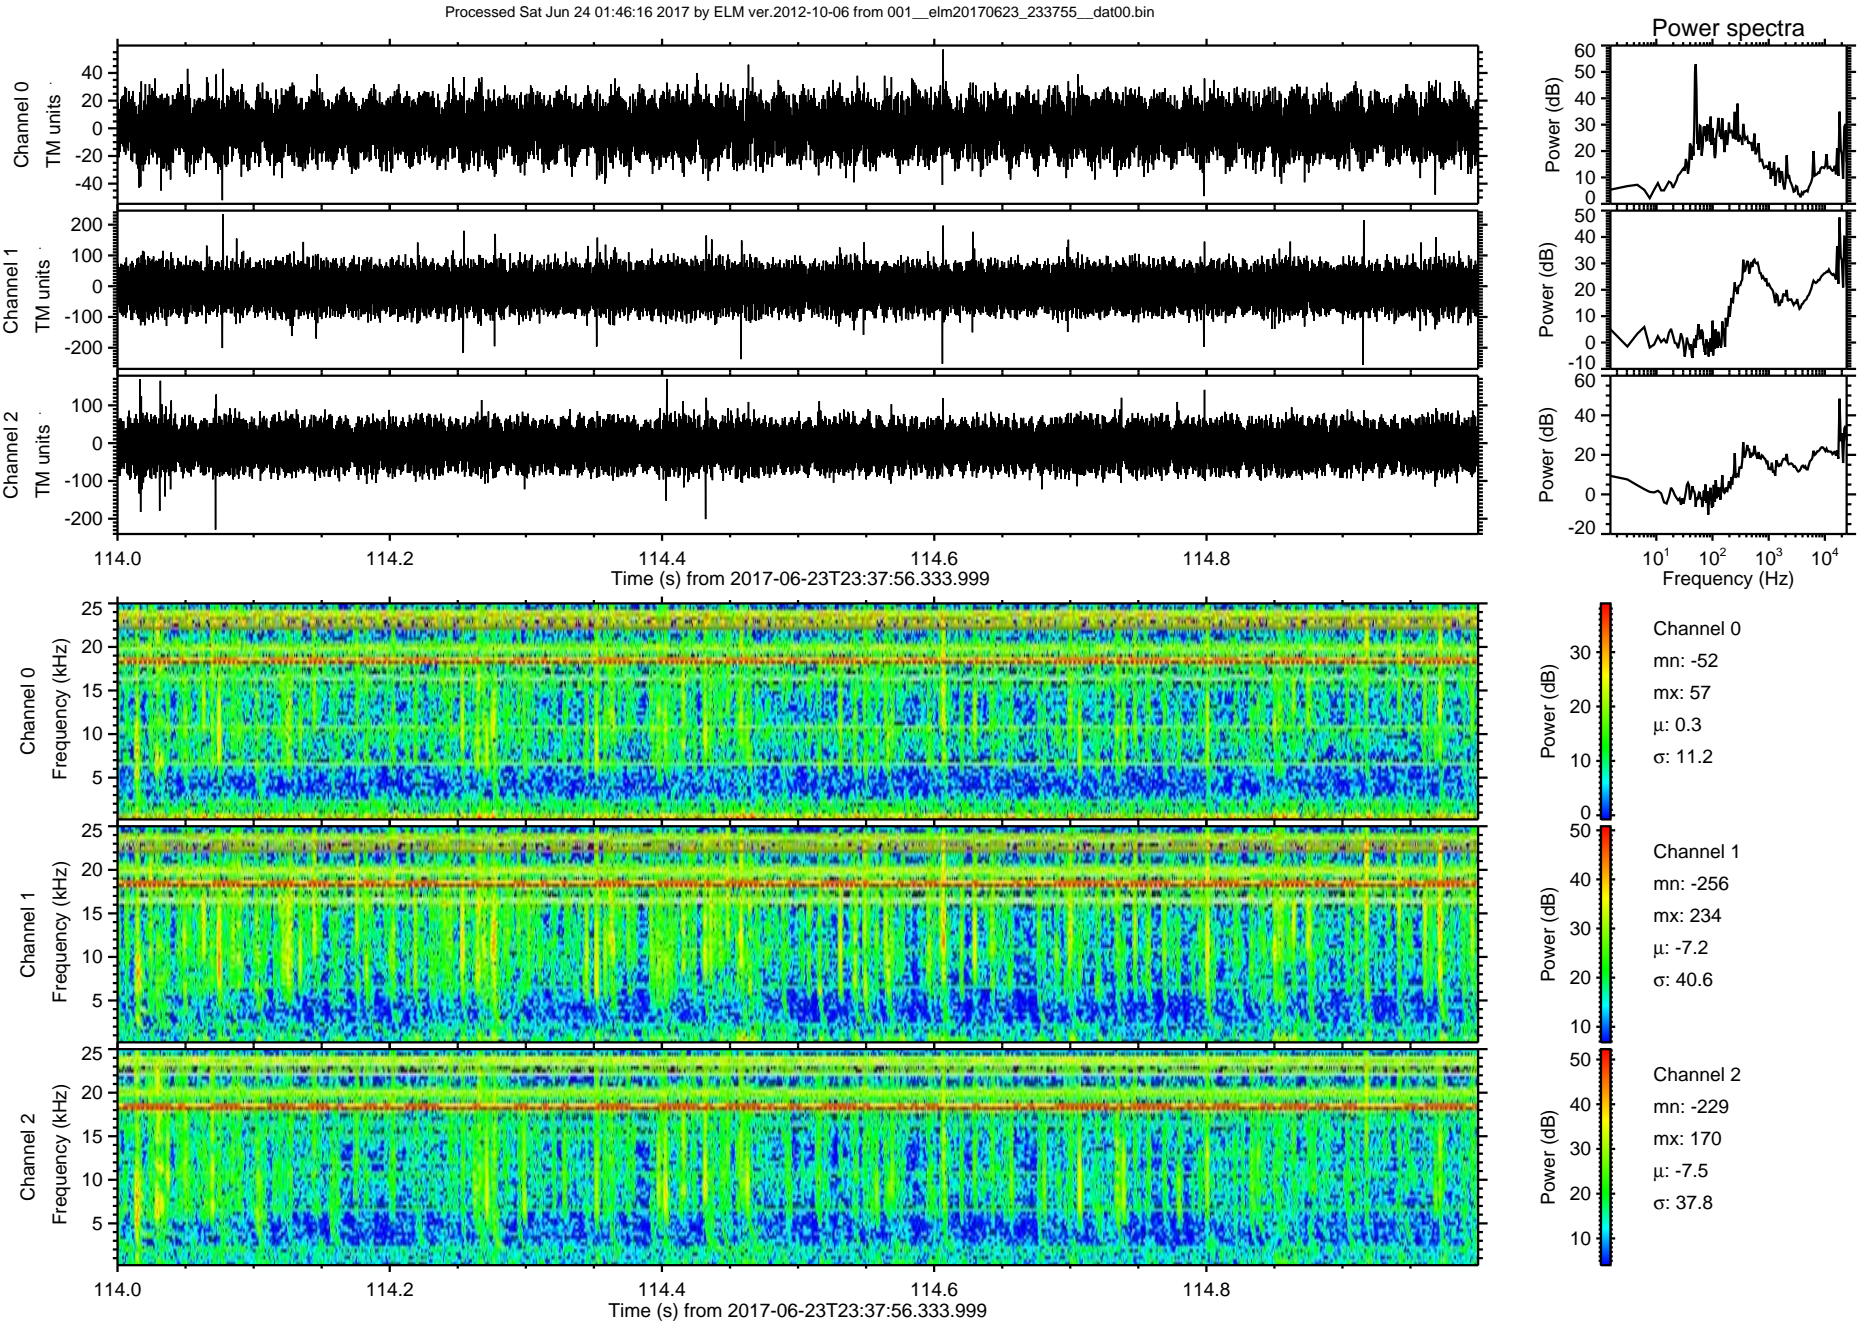 Processed Sat Jun 24 01:46:16 2017 by ELM ver.2012-10-06 from 001__elm20170623_233755__dat00.bin
Power spectra
Channel 0
TM units
40
20
0
-20
-40
Power (dB)
60
50
40
30
20
10
0
Channel 1
TM units
200
100
0
-100
-200
Power (dB)
50
40
30
20
10
0
-10
Channel 2
TM units
100
0
-100
-200
Power (dB)
60
40
20
0
-20
114.0 114.2 114.4 114.6 114.8
Time (s) from 2017-06-23T23:37:56.333.999
10¹ 10² 10³ 10⁴
Frequency (Hz)
Channel 0
Frequency (kHz)
25
20
15
10
5
Power (dB)
30
20
10
0
Channel 0
mn: -52
mx: 57
μ: 0.3
σ: 11.2
Channel 1
Frequency (kHz)
25
20
15
10
5
Power (dB)
50
40
30
20
10
Channel 1
mn: -256
mx: 234
μ: -7.2
σ: 40.6
Channel 2
Frequency (kHz)
25
20
15
10
5
Power (dB)
50
40
30
20
10
Channel 2
mn: -229
mx: 170
μ: -7.5
σ: 37.8
114.0 114.2 114.4 114.6 114.8
Time (s) from 2017-06-23T23:37:56.333.999